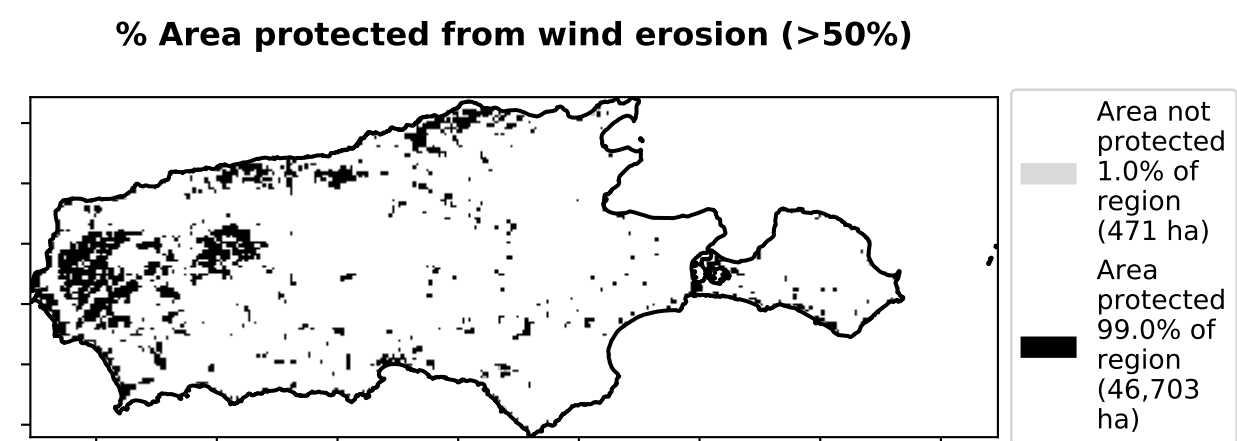 % Area protected from wind erosion (>50%)
Area not
protected
1.0% of
region
(471 ha)
Area
protected
99.0% of
region
(46,703
ha)